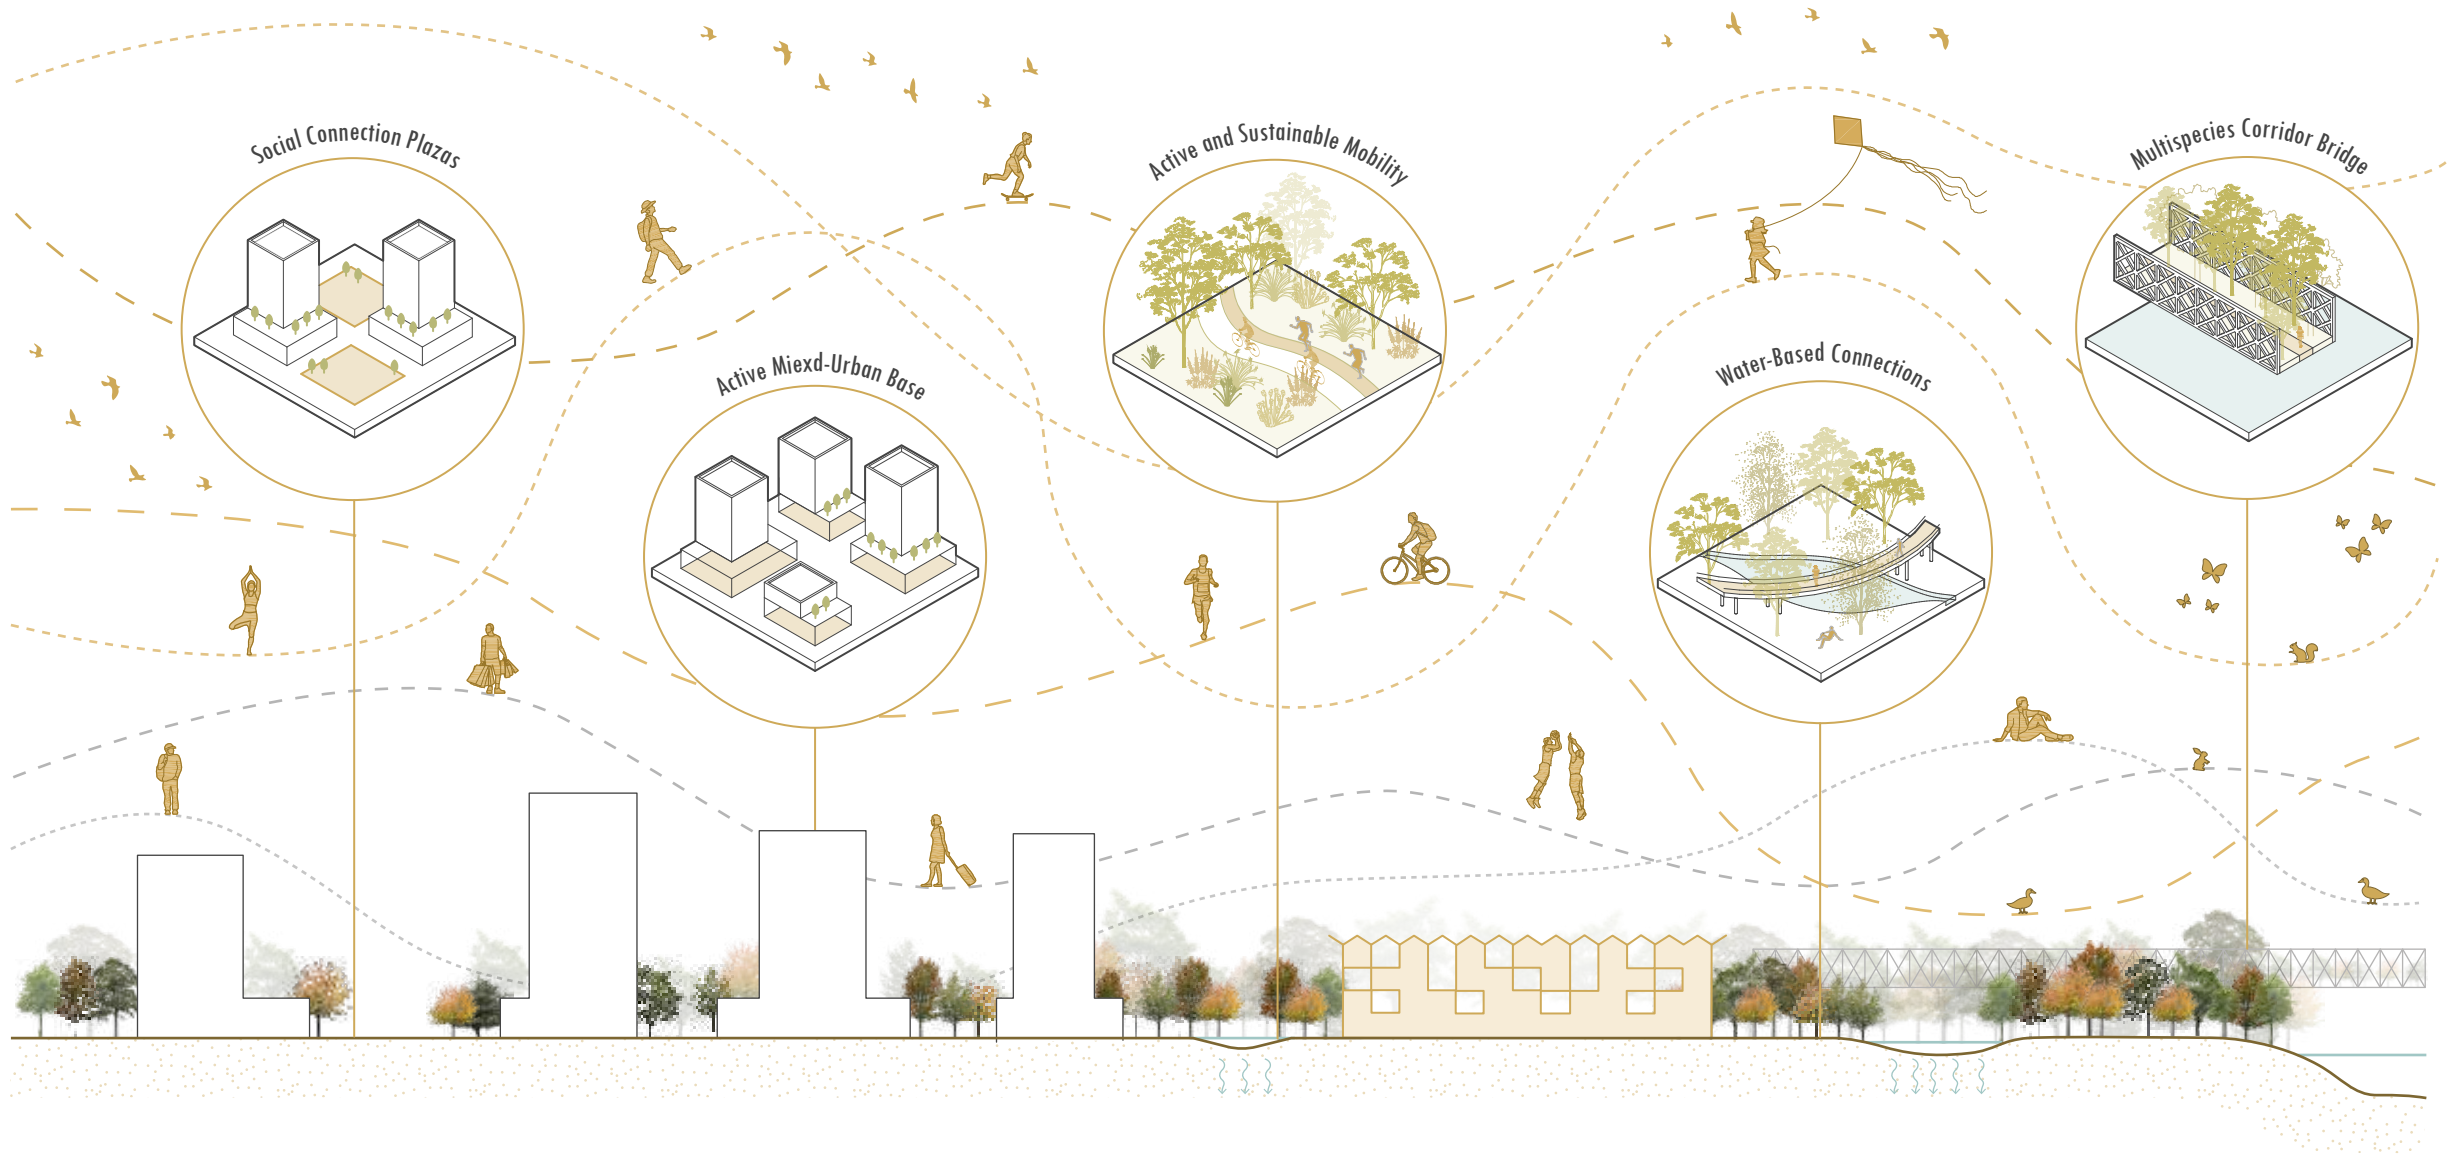 Social Connection Plazas
Active Miexd-Urban Base
Active and Sustainable Mobility
Water-Based Connections
Multispecies Corridor Bridge